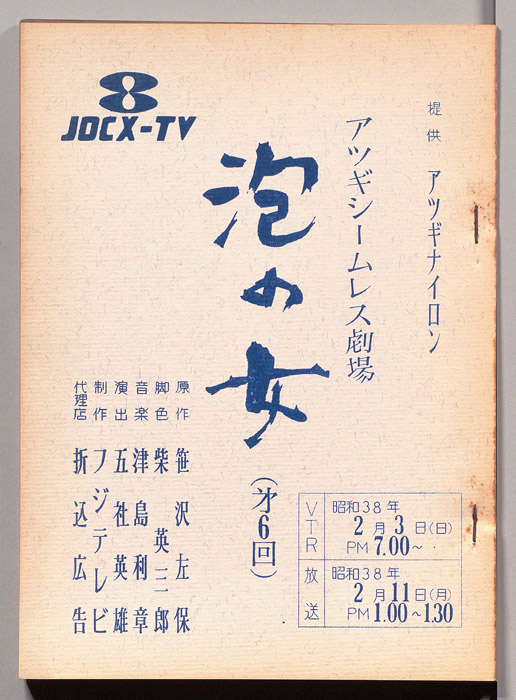 8
JOCX-TV
提供 アツギナイロン
アツギシームレス劇場
泡の女
(第6回)
原作 笹沢左保
脚色 柴英三郎
音楽 津島利章
演出 五社英雄
制作 フジテレビ
代理店 折込広告
VTR
昭和38年
2月3日(日)
PM 7.00~
放送
昭和38年
2月11日(月)
PM 1.00~1.30